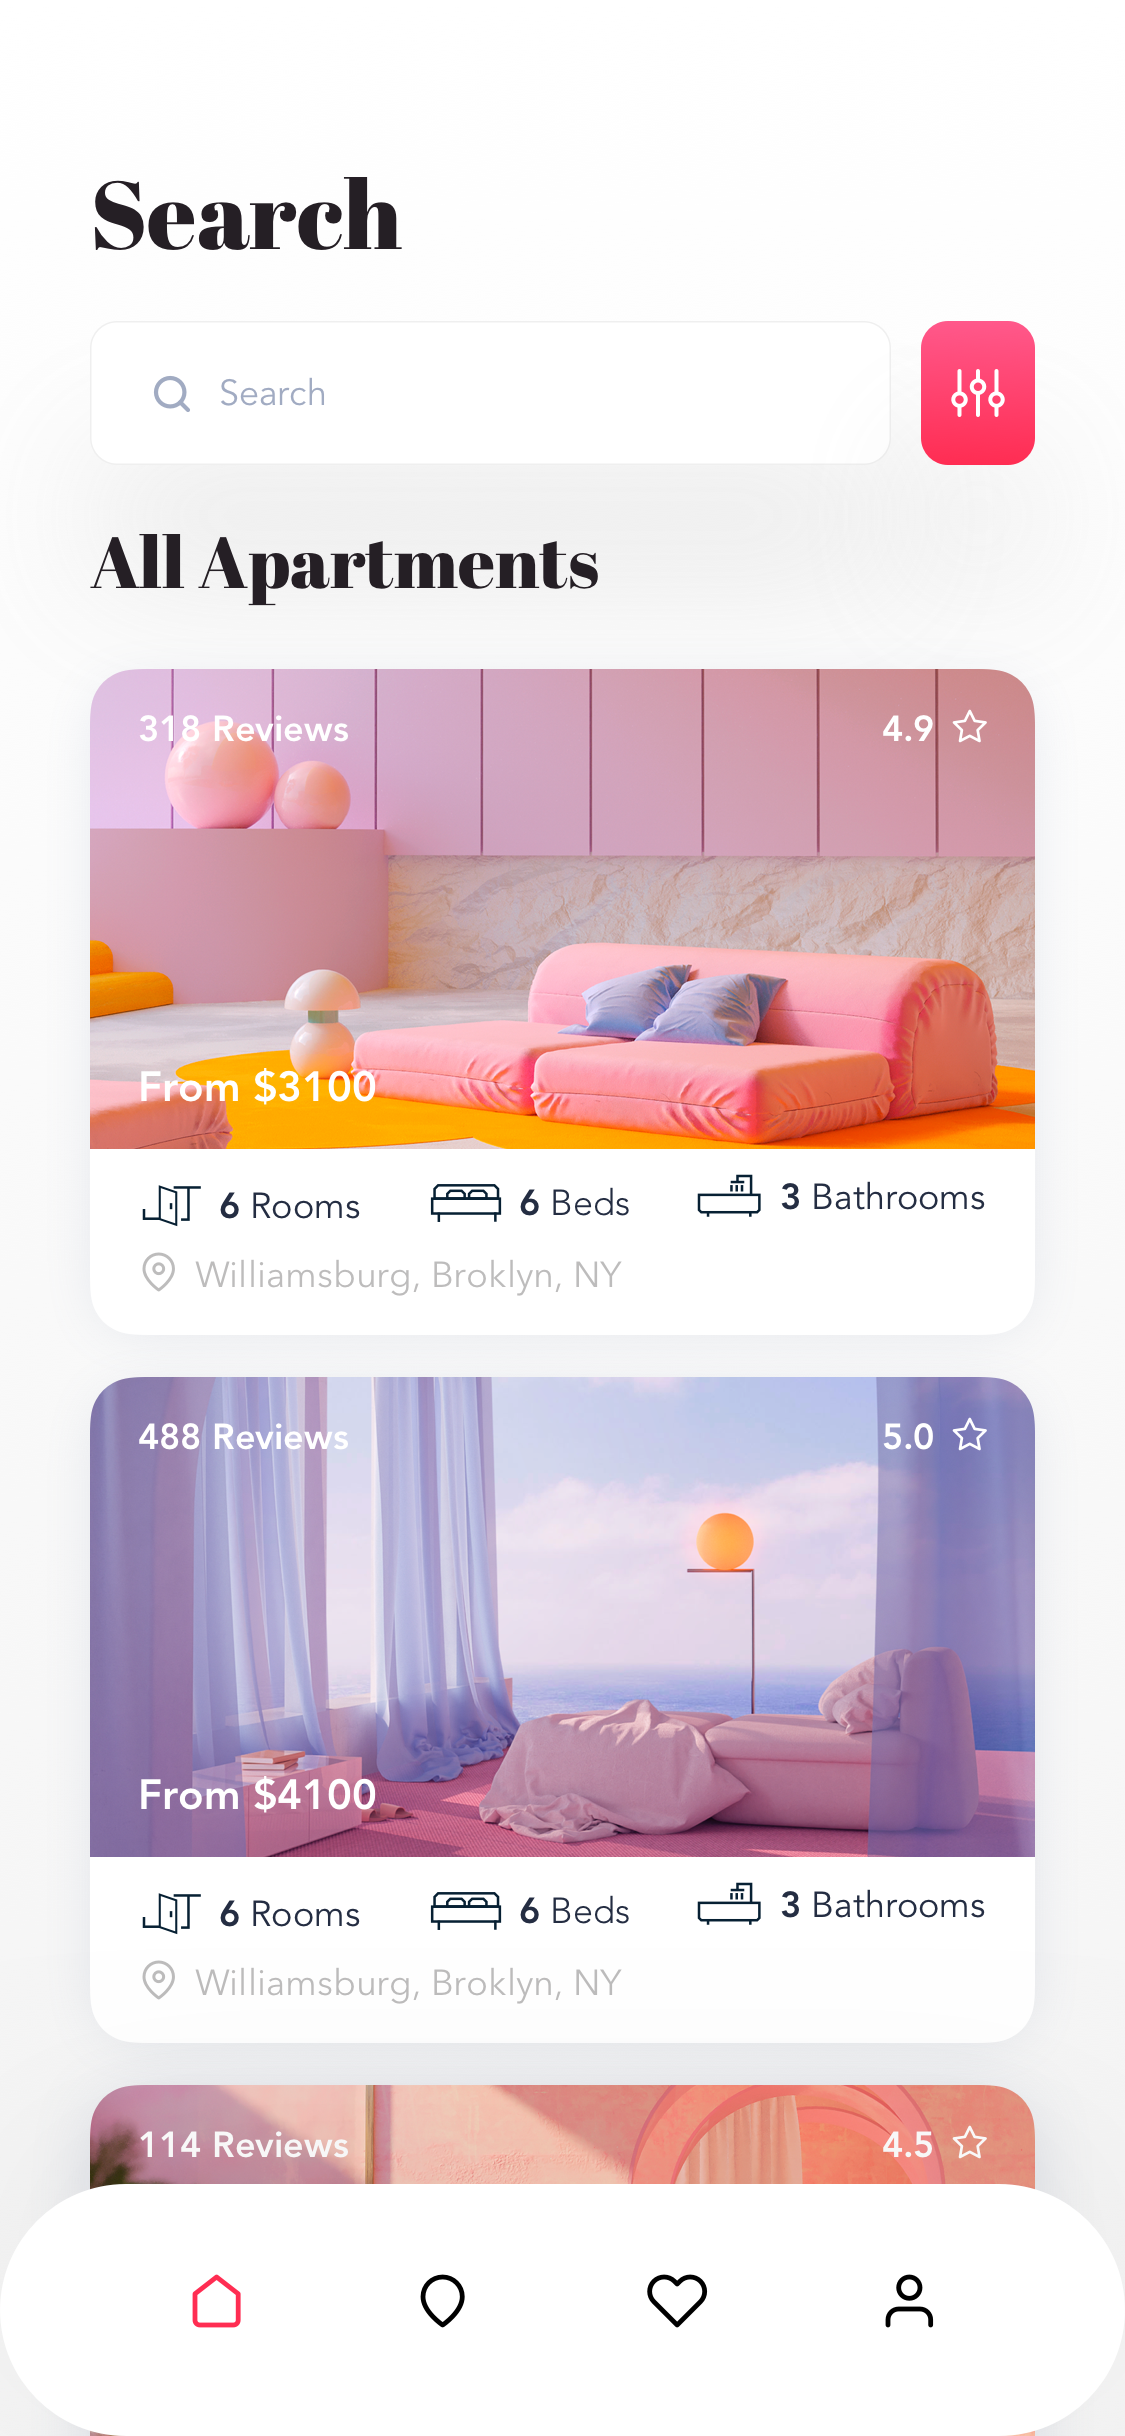 Search
Search
All Apartments
318 Reviews
4.9
From $3100
6 Rooms
6 Beds
3 Bathrooms
Williamsburg, Broklyn, NY
488 Reviews
5.0
From $4100
6 Rooms
6 Beds
3 Bathrooms
Williamsburg, Broklyn, NY
114 Reviews
4.5